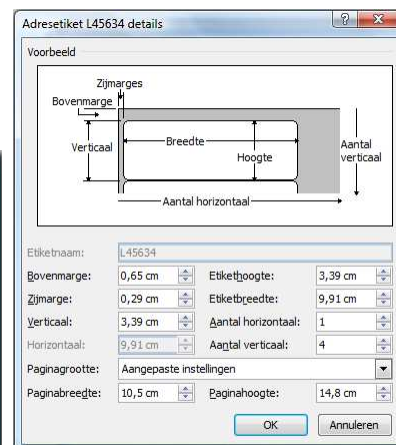 Adresetiket L45634 details
Voorbeeld
Zijmarges
Bovenmarge
Verticaal
Breedte
Hoogte
Aantal
verticaal
Aantal horizontaal
Etiketnaam: L45634
Bovenmarge: 0,65 cm Etikethoogte: 3,39 cm
Zijmarge: 0,29 cm Etiketbreedte: 9,91 cm
Verticaal: 3,39 cm Aantal horizontaal: 1
Horizontaal: 9,91 cm Aantal verticaal: 4
Paginagrootte: Aangepaste instellingen
Paginabreedte: 10,5 cm Paginahoogte: 14,8 cm
OK Annuleren